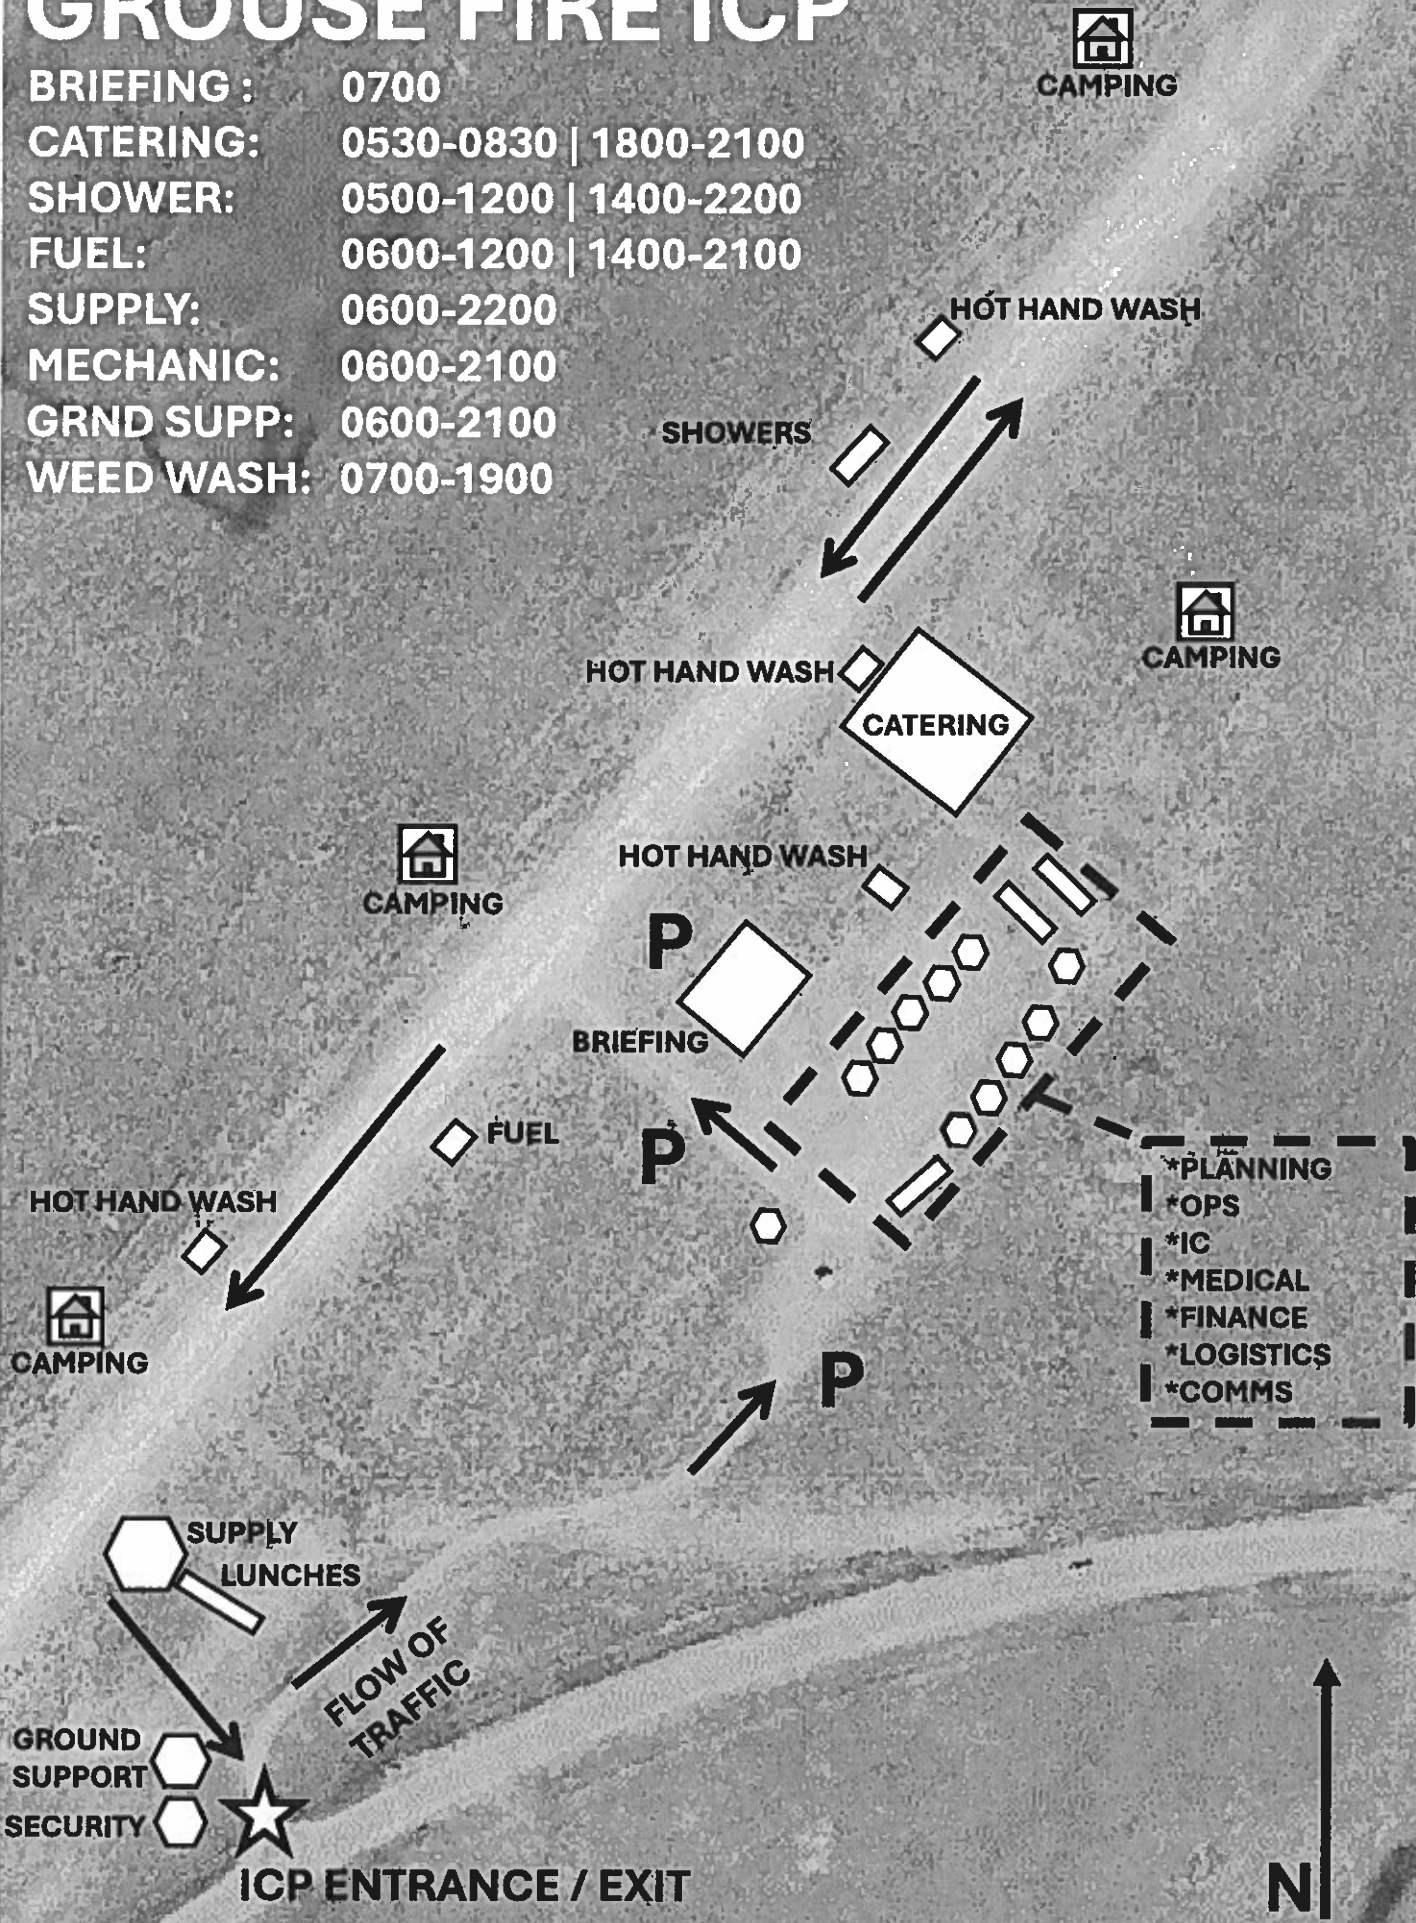 GROUSE FIRE ICP
BRIEFING : 0700
CATERING: 0530-0830 | 1800-2100
SHOWER: 0500-1200 | 1400-2200
FUEL: 0600-1200 | 1400-2100
SUPPLY: 0600-2200
MECHANIC: 0600-2100
GRND SUPP: 0600-2100
WEED WASH: 0700-1900
CAMPING
HOT HAND WASH
SHOWERS
CAMPING
HOT HAND WASH
CATERING
HOT HAND WASH
CAMPING
P
BRIEFING
FUEL
P
HOT HAND WASH
CAMPING
*PLANNING
*OPS
*IC
*MEDICAL
*FINANCE
*LOGISTICS
*COMMS
P
SUPPLY
LUNCHES
FLOW OF
TRAFFIC
GROUND
SUPPORT
SECURITY
ICP ENTRANCE / EXIT
N